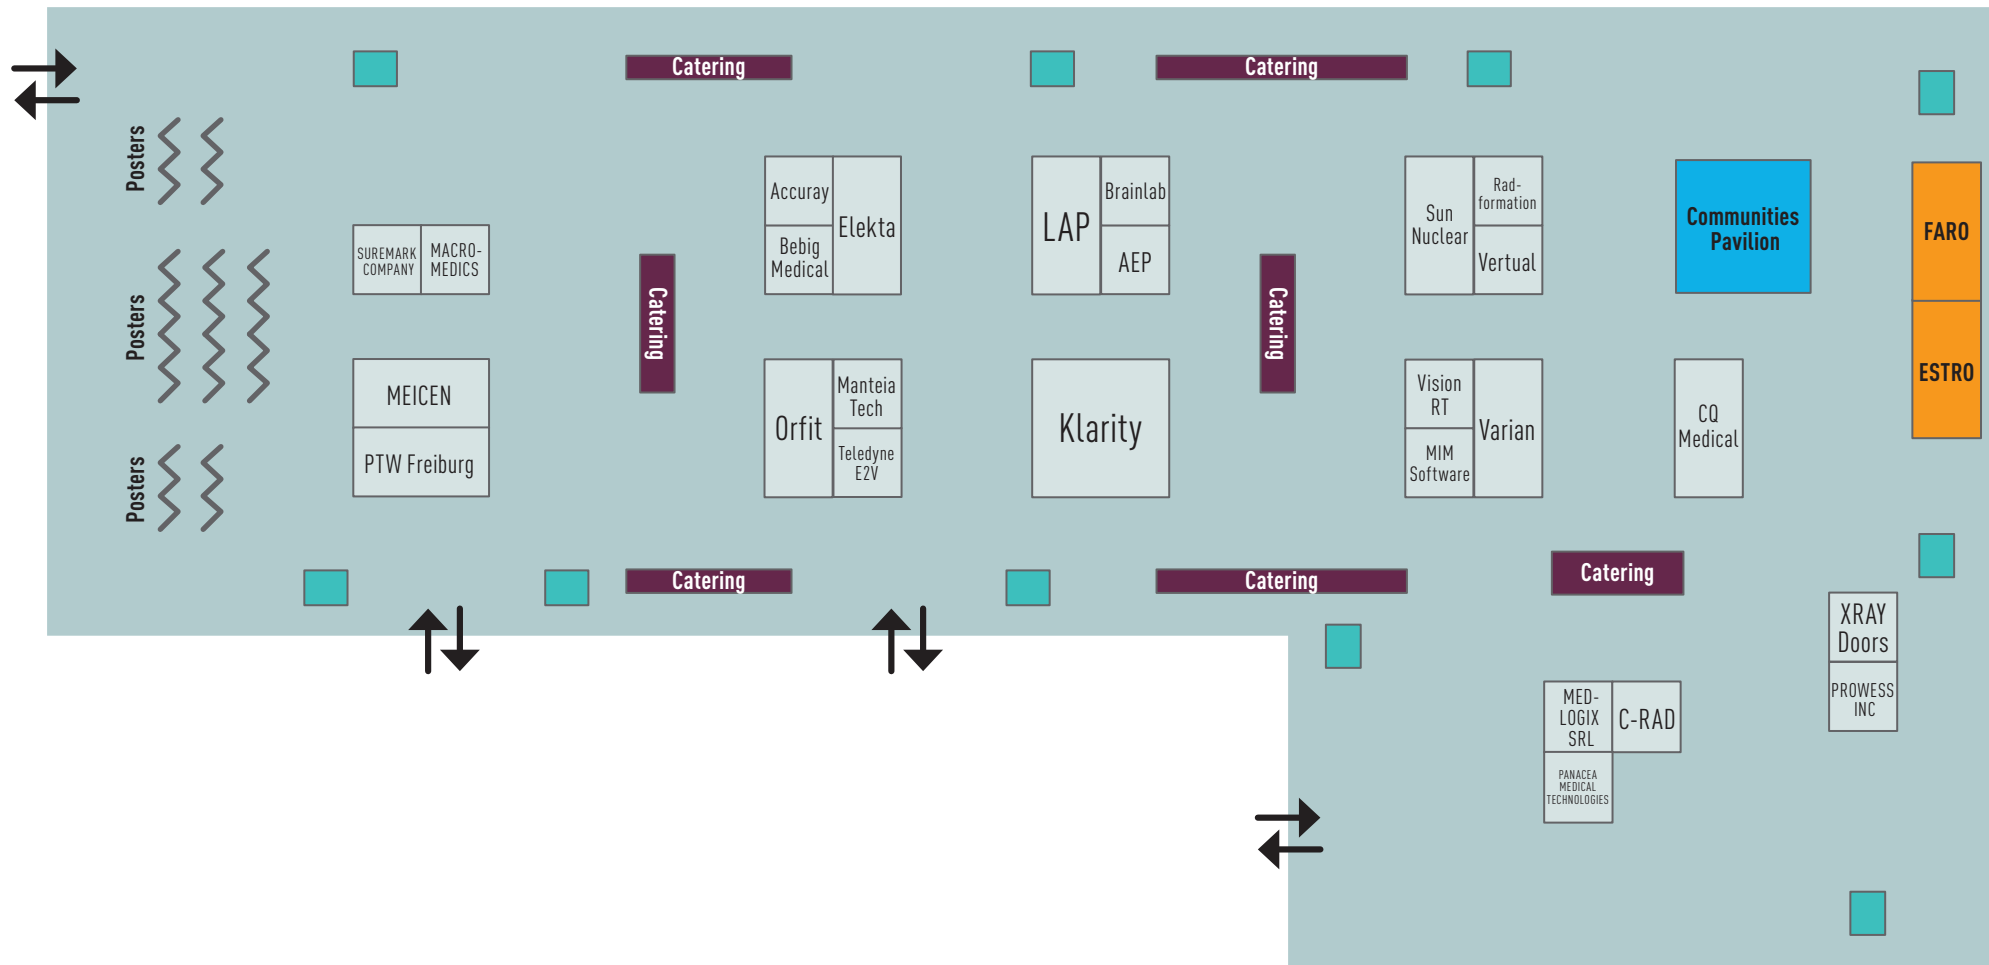 Catering
Catering
Posters
Posters
Posters
SUREMARK
COMPANY
MACRO-
MEDICS
MEICEN
PTW Freiburg
Catering
Accuray
Bebig
Medical
Elekta
Orfit
Manteia
Tech
Teledyne
E2V
LAP
Brainlab
AEP
Klarity
Catering
Sun
Nuclear
Rad-
formation
Vertual
Vision
RT
MIM
Software
Varian
Communities
Pavilion
CQ
Medical
FARO
ESTRO
Catering
Catering
Catering
XRAY
Doors
PROWESS
INC
MED-
LOGIX
SRL
C-RAD
PANACEA
MEDICAL
TECHNOLOGIES